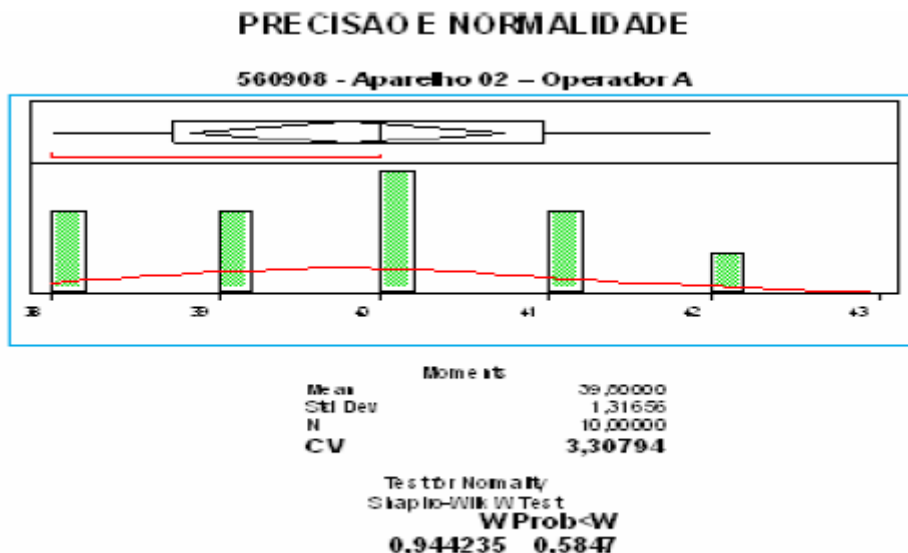 PRECISAO E NORMALIDADE
560908 - Aparelho 02 – Operador A
38 39 40 41 42 43
Moments
Mean 39,80000
Std Dev 1,31656
N 10,00000
CV 3,30794
Test for Normality
Shapiro-Wilk W Test
W Prob<W
0,944235 0,5847